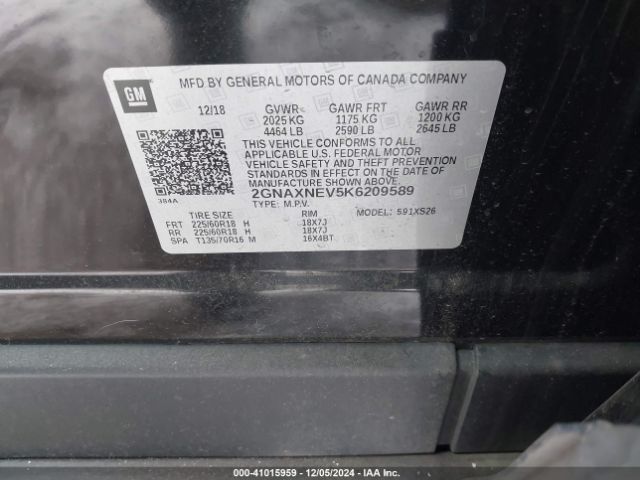 GM
MFD BY GENERAL MOTORS OF CANADA COMPANY
12/18 GVWR GAWR FRT GAWR RR
2025 KG 1175 KG 1200 KG
4464 LB 2590 LB 2645 LB
THIS VEHICLE CONFORMS TO ALL
APPLICABLE U.S. FEDERAL MOTOR
VEHICLE SAFETY AND THEFT PREVENTION
STANDARDS IN EFFECT ON THE DATE OF
MANUFACTURE SHOWN ABOVE.
384A
2GNAXNEV5K6209589
TYPE: M.P.V.
TIRE SIZE RIM MODEL: 591XS26
FRT 225/60R18 H 18X7J
RR 225/60R18 H 18X7J
SPA T135/70R16 M 16X4BT
000-41015959 - 12/05/2024 - IAA Inc.